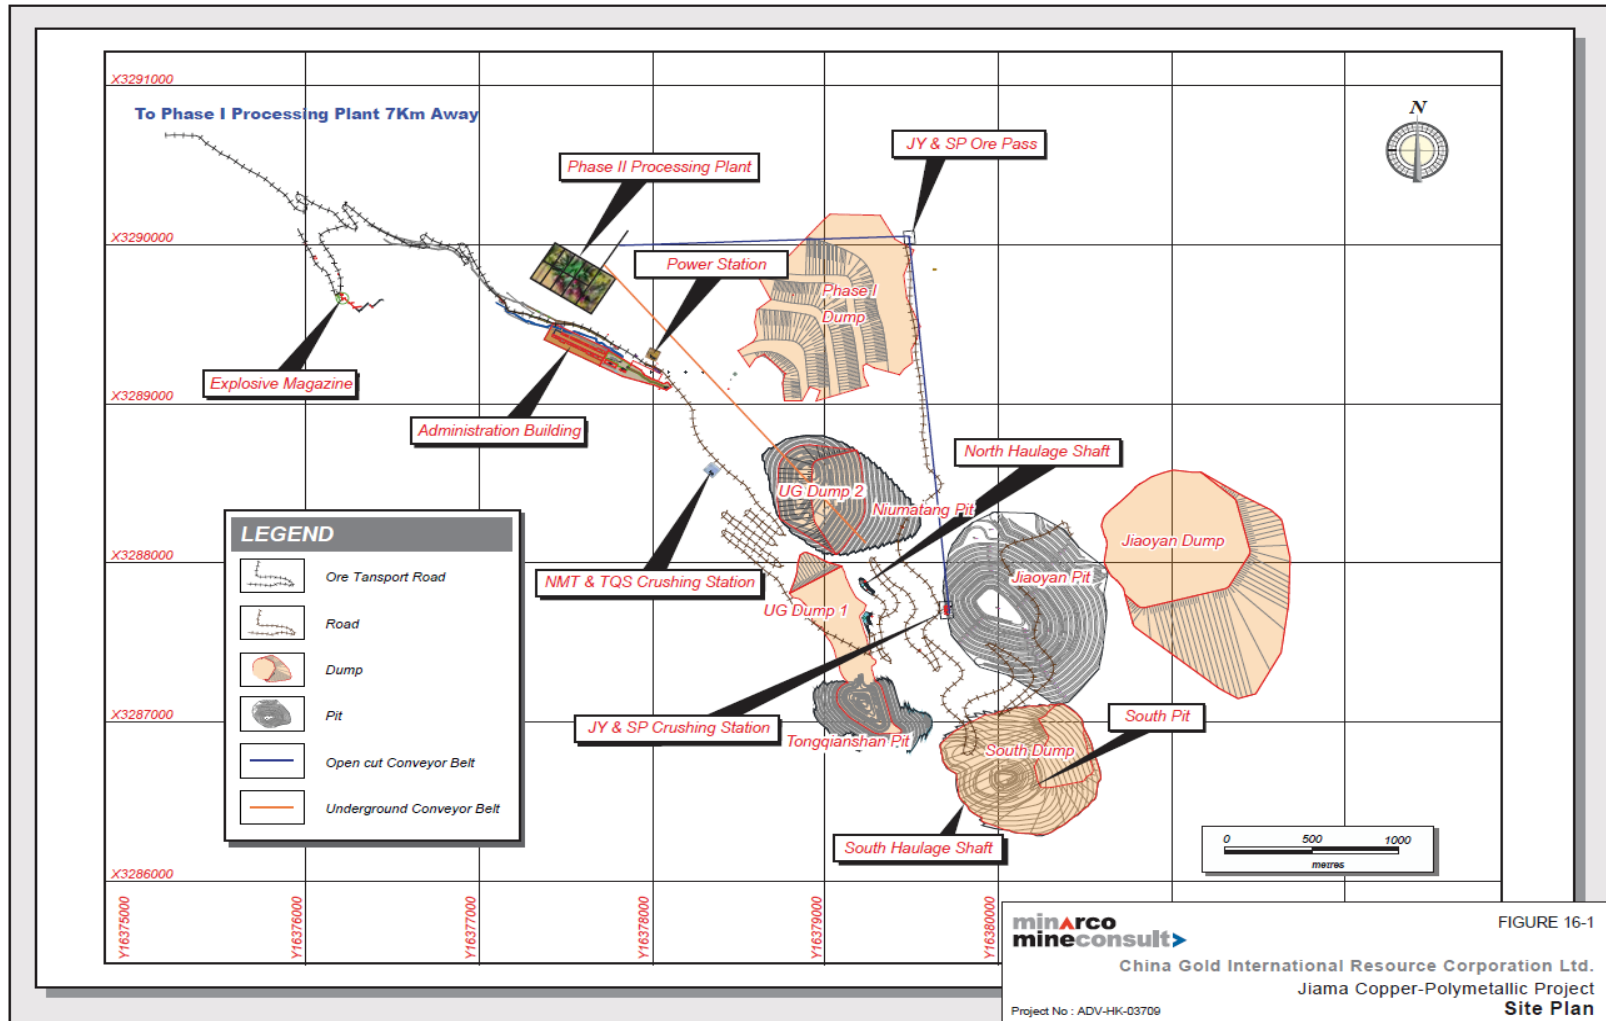 X3291000
To Phase I Processing Plant 7Km Away
N
JY & SP Ore Pass
Phase II Processing Plant
X3290000
Power Station
Phase I
Dump
Explosive Magazine
X3289000
Administration Building
North Haulage Shaft
UG Dump 2
Niumatang Pit
Jiaoyan Dump
X3288000
NMT & TQS Crushing Station
Jiaoyan Pit
UG Dump 1
LEGEND
Ore Tansport Road
Road
Dump
Pit
Open cut Conveyor Belt
Underground Conveyor Belt
X3287000
JY & SP Crushing Station
South Pit
Tongqianshan Pit
South Dump
South Haulage Shaft
0 500 1000
metres
X3286000
Y16375000
Y16376000
Y16377000
Y16378000
Y16379000
Y16380000
minarco
mineconsult
FIGURE 16-1
China Gold International Resource Corporation Ltd.
Jiama Copper-Polymetallic Project
Project No : ADV-HK-03709
Site Plan